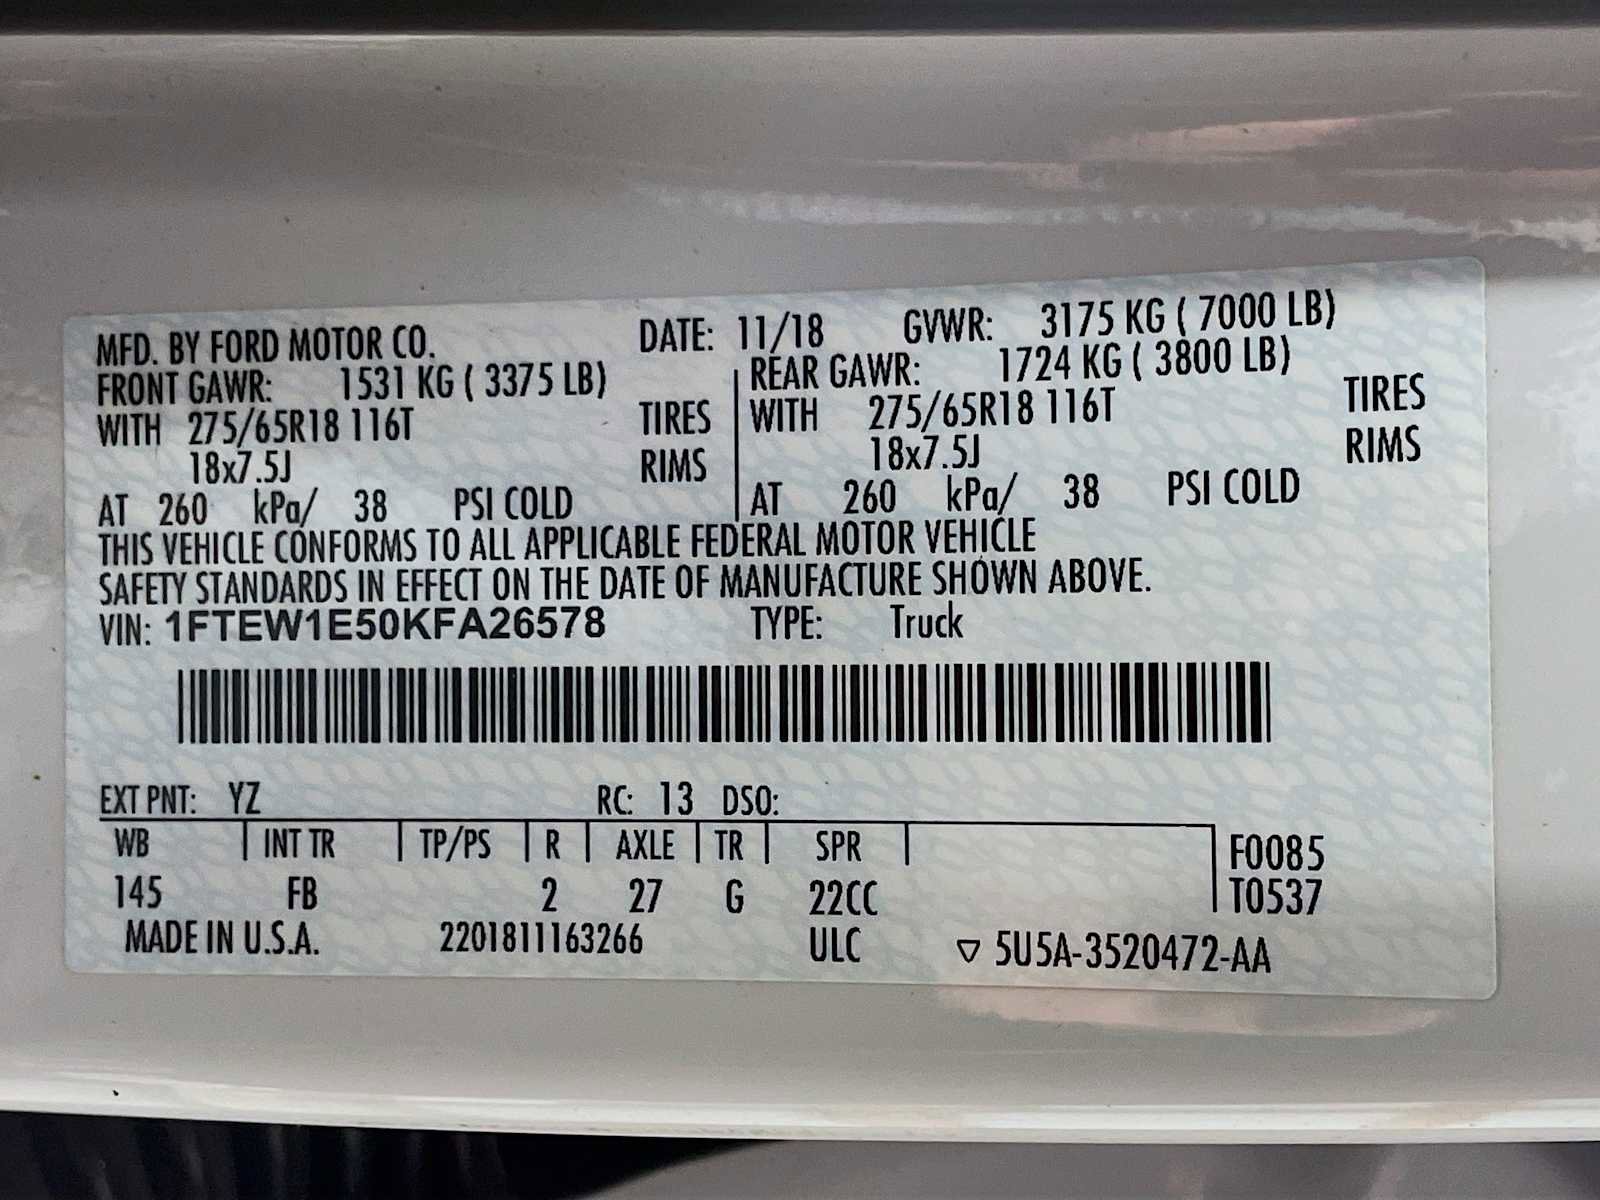 MFD. BY FORD MOTOR CO. DATE: 11/18 GVWR: 3175 KG ( 7000 LB)
FRONT GAWR: 1531 KG ( 3375 LB) REAR GAWR: 1724 KG ( 3800 LB)
WITH 275/65R18 116T TIRES WITH 275/65R18 116T TIRES
18x7.5J RIMS 18x7.5J RIMS
AT 260 kPa/ 38 PSI COLD AT 260 kPa/ 38 PSI COLD
THIS VEHICLE CONFORMS TO ALL APPLICABLE FEDERAL MOTOR VEHICLE
SAFETY STANDARDS IN EFFECT ON THE DATE OF MANUFACTURE SHOWN ABOVE.
VIN: 1FTEW1E50KFA26578 TYPE: Truck
EXT PNT: YZ RC: 13 DSO:
WB INT TR TP/PS R AXLE TR SPR F0085
145 FB 2 27 G 22CC T0537
MADE IN U.S.A. 2201811163266 ULC ▽ 5U5A-3520472-AA